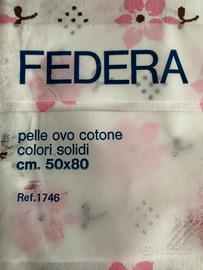 FEDERA
pelle ovo cotone
colori solidi
cm. 50x80
Ref.1746